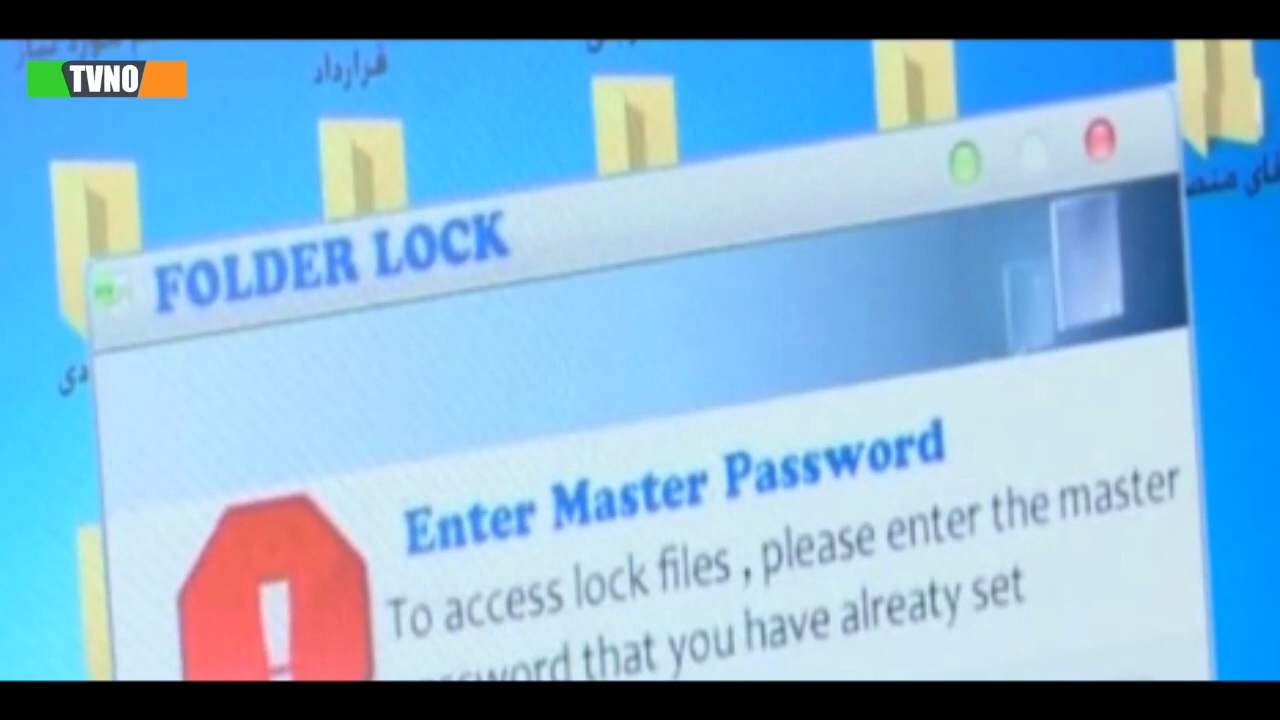 TVNO
قرارداد
دی
FOLDER LOCK
Enter Master Password
To access lock files , please enter the master
that you have alreaty set